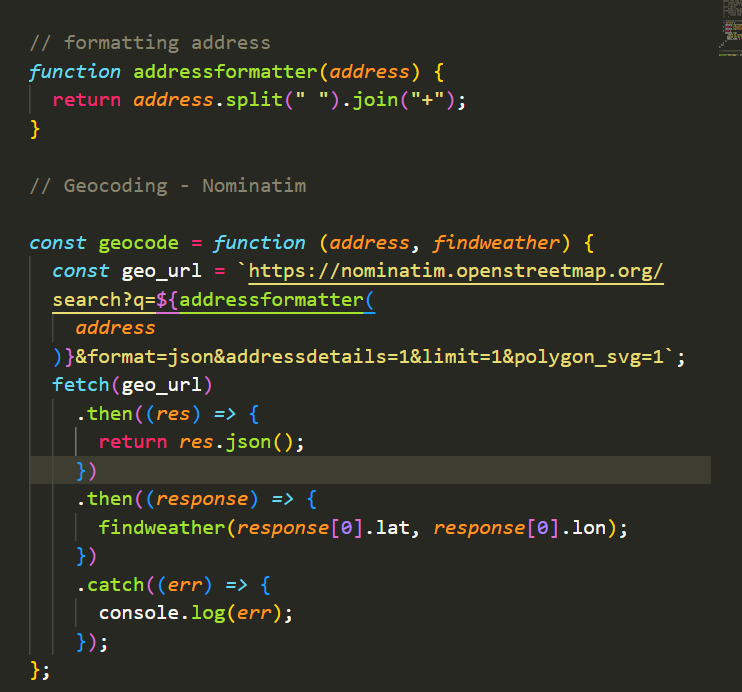 // formatting address
function addressformatter(address) {
  return address.split(" ").join("+");
}
// Geocoding - Nominatim
const geocode = function (address, findweather) {
  const geo_url = `https://nominatim.openstreetmap.org/
  search?q=${addressformatter(
    address
  )}&format=json&addressdetails=1&limit=1&polygon_svg=1`;
  fetch(geo_url)
    .then((res) => {
      return res.json();
    })
    .then((response) => {
      findweather(response[0].lat, response[0].lon);
    })
    .catch((err) => {
      console.log(err);
    });
};